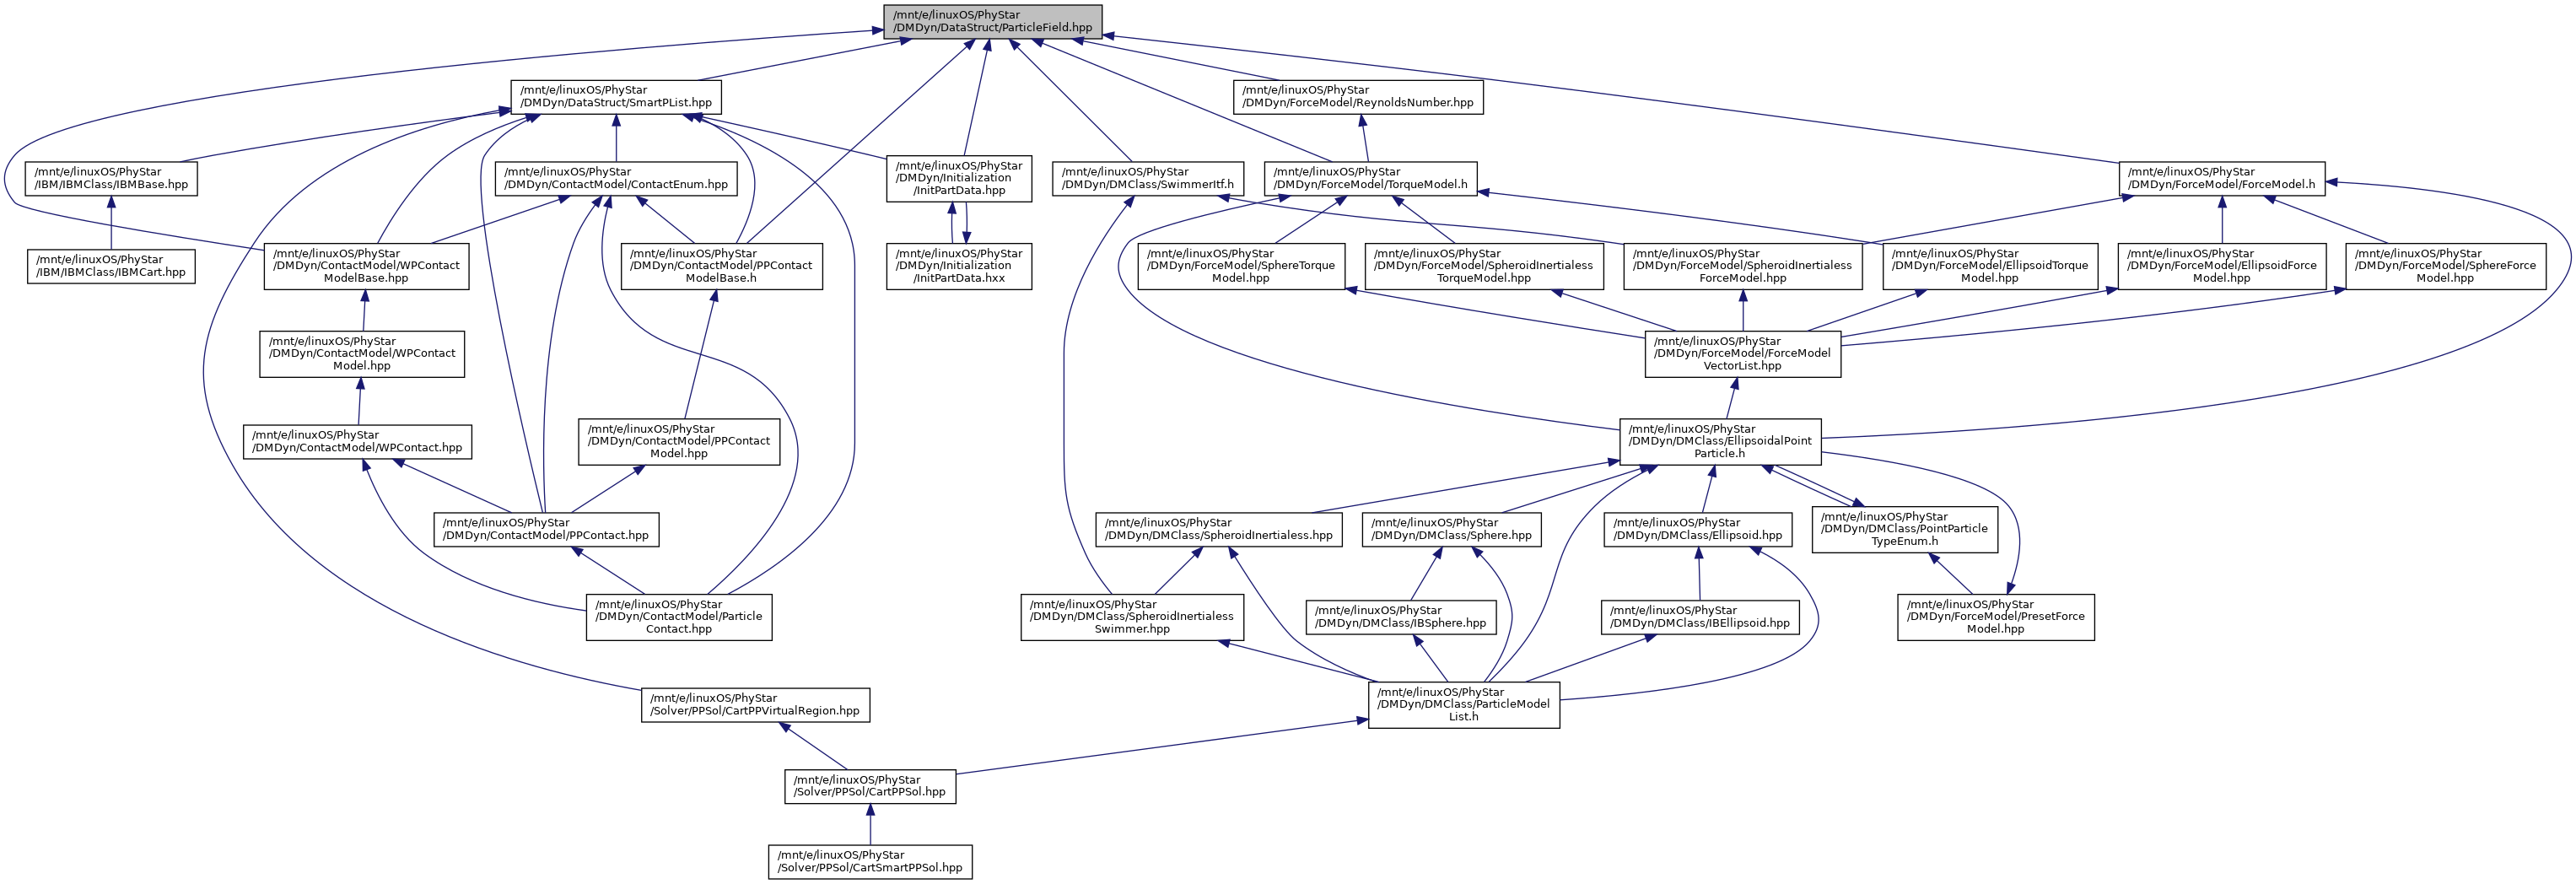 /mnt/e/linuxOS/PhyStar
/DMDyn/DataStruct/ParticleField.hpp
/mnt/e/linuxOS/PhyStar
/DMDyn/DataStruct/SmartPList.hpp
/mnt/e/linuxOS/PhyStar
/DMDyn/ForceModel/ReynoldsNumber.hpp
/mnt/e/linuxOS/PhyStar
/IBM/IBMClass/IBMBase.hpp
/mnt/e/linuxOS/PhyStar
/DMDyn/ContactModel/ContactEnum.hpp
/mnt/e/linuxOS/PhyStar
/DMDyn/Initialization
/InitPartData.hpp
/mnt/e/linuxOS/PhyStar
/DMDyn/DMClass/SwimmerItf.h
/mnt/e/linuxOS/PhyStar
/DMDyn/ForceModel/TorqueModel.h
/mnt/e/linuxOS/PhyStar
/DMDyn/ForceModel/ForceModel.h
/mnt/e/linuxOS/PhyStar
/IBM/IBMClass/IBMCart.hpp
/mnt/e/linuxOS/PhyStar
/DMDyn/ContactModel/WPContact
ModelBase.hpp
/mnt/e/linuxOS/PhyStar
/DMDyn/ContactModel/PPContact
ModelBase.h
/mnt/e/linuxOS/PhyStar
/DMDyn/Initialization
/InitPartData.hxx
/mnt/e/linuxOS/PhyStar
/DMDyn/ForceModel/SphereTorque
Model.hpp
/mnt/e/linuxOS/PhyStar
/DMDyn/ForceModel/SpheroidInertialess
TorqueModel.hpp
/mnt/e/linuxOS/PhyStar
/DMDyn/ForceModel/SpheroidInertialess
ForceModel.hpp
/mnt/e/linuxOS/PhyStar
/DMDyn/ForceModel/EllipsoidTorque
Model.hpp
/mnt/e/linuxOS/PhyStar
/DMDyn/ForceModel/EllipsoidForce
Model.hpp
/mnt/e/linuxOS/PhyStar
/DMDyn/ForceModel/SphereForce
Model.hpp
/mnt/e/linuxOS/PhyStar
/DMDyn/ContactModel/WPContact
Model.hpp
/mnt/e/linuxOS/PhyStar
/DMDyn/ForceModel/ForceModel
VectorList.hpp
/mnt/e/linuxOS/PhyStar
/DMDyn/ContactModel/WPContact.hpp
/mnt/e/linuxOS/PhyStar
/DMDyn/ContactModel/PPContact
Model.hpp
/mnt/e/linuxOS/PhyStar
/DMDyn/DMClass/EllipsoidalPoint
Particle.h
/mnt/e/linuxOS/PhyStar
/DMDyn/ContactModel/PPContact.hpp
/mnt/e/linuxOS/PhyStar
/DMDyn/DMClass/SpheroidInertialess.hpp
/mnt/e/linuxOS/PhyStar
/DMDyn/DMClass/Sphere.hpp
/mnt/e/linuxOS/PhyStar
/DMDyn/DMClass/Ellipsoid.hpp
/mnt/e/linuxOS/PhyStar
/DMDyn/DMClass/PointParticle
TypeEnum.h
/mnt/e/linuxOS/PhyStar
/DMDyn/ContactModel/Particle
Contact.hpp
/mnt/e/linuxOS/PhyStar
/DMDyn/DMClass/SpheroidInertialess
Swimmer.hpp
/mnt/e/linuxOS/PhyStar
/DMDyn/DMClass/IBSphere.hpp
/mnt/e/linuxOS/PhyStar
/DMDyn/DMClass/IBEllipsoid.hpp
/mnt/e/linuxOS/PhyStar
/DMDyn/ForceModel/PresetForce
Model.hpp
/mnt/e/linuxOS/PhyStar
/Solver/PPSol/CartPPVirtualRegion.hpp
/mnt/e/linuxOS/PhyStar
/DMDyn/DMClass/ParticleModel
List.h
/mnt/e/linuxOS/PhyStar
/Solver/PPSol/CartPPSol.hpp
/mnt/e/linuxOS/PhyStar
/Solver/PPSol/CartSmartPPSol.hpp